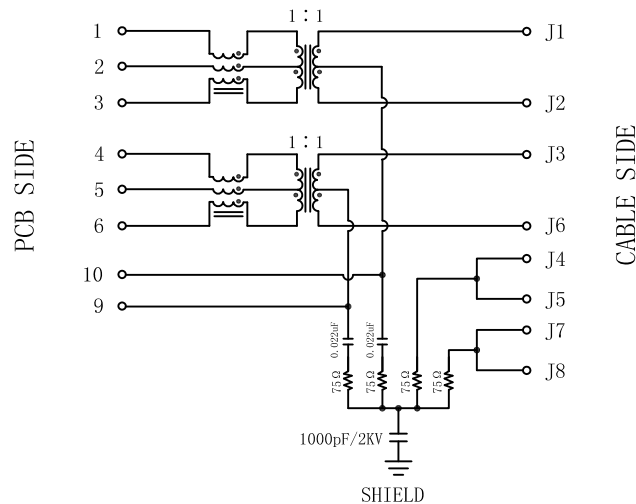 1 : 1
1
J1
2
3
J2
1 : 1
4
J3
5
6
J6
PCB SIDE
CABLE SIDE
J4
10
J5
9
J7
0.022uF
0.022uF
J8
75Ω
75Ω
75Ω
75Ω
1000pF/2KV
SHIELD